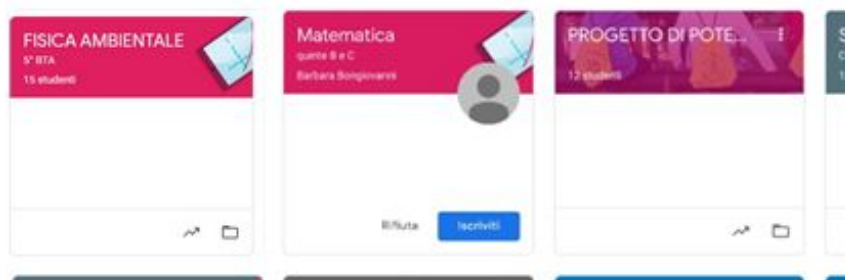 FISICA AMBIENTALE
5° BTA
15 studenti
Matematica
quinte B e C
Barbara Bongiovanni
Rifiuta
Iscriviti
PROGETTO DI POTE...
12 studenti
S